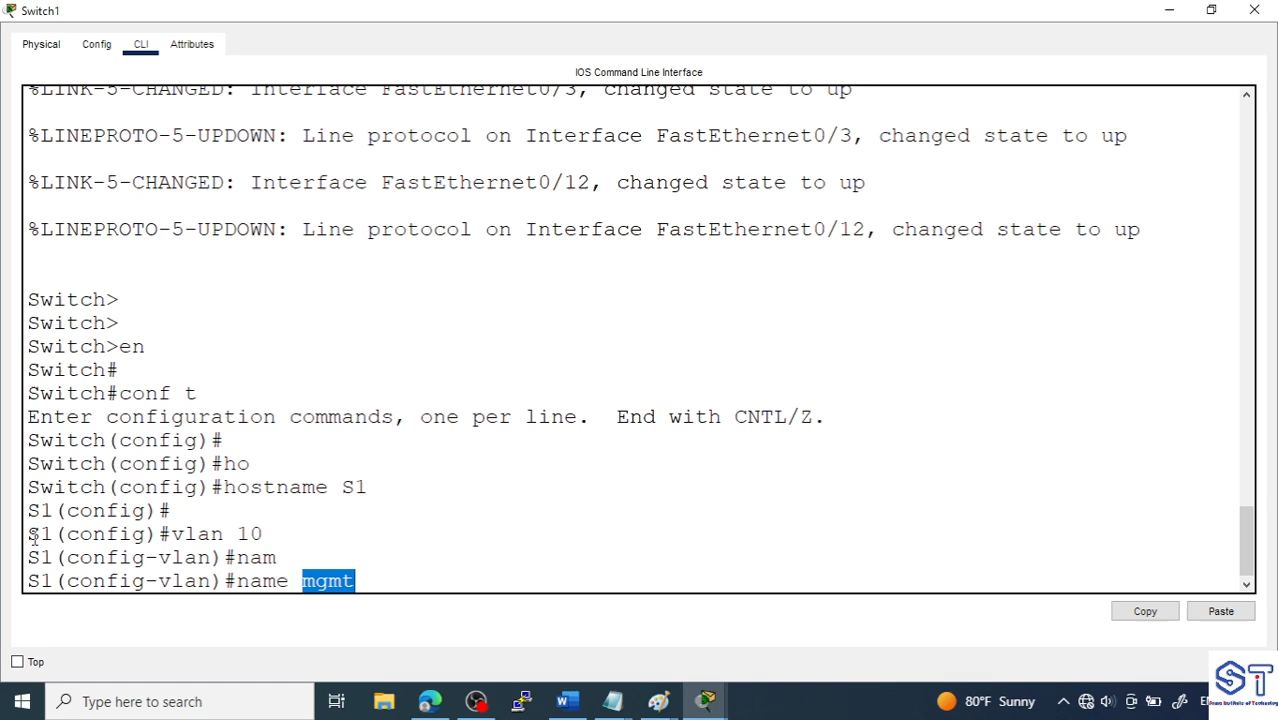 Switch1
Physical Config CLI Attributes
IOS Command Line Interface
%LINK-5-CHANGED: Interface FastEthernet0/3, changed state to up
%LINEPROTO-5-UPDOWN: Line protocol on Interface FastEthernet0/3, changed state to up
%LINK-5-CHANGED: Interface FastEthernet0/12, changed state to up
%LINEPROTO-5-UPDOWN: Line protocol on Interface FastEthernet0/12, changed state to up
Switch>
Switch>
Switch>en
Switch#
Switch#conf t
Enter configuration commands, one per line.  End with CNTL/Z.
Switch(config)#
Switch(config)#ho
Switch(config)#hostname S1
S1(config)#
S1(config)#vlan 10
S1(config-vlan)#nam
S1(config-vlan)#name mgmt
Copy Paste
Top
Type here to search
80°F Sunny
ST